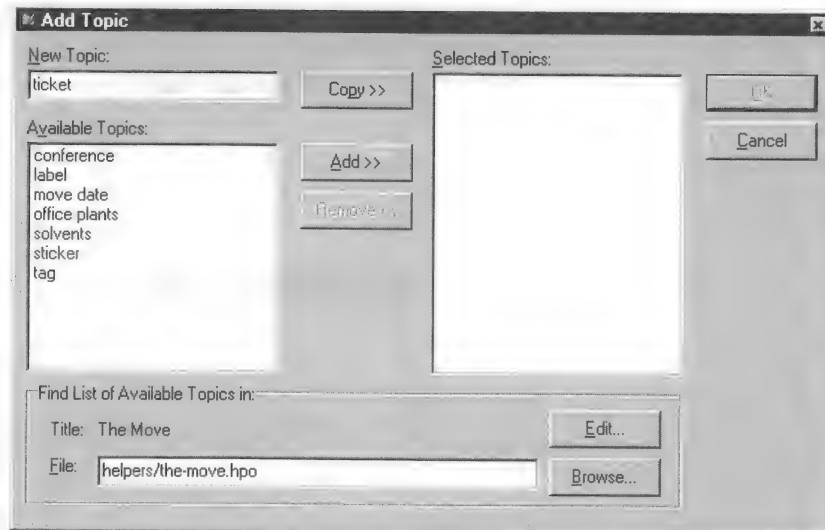 Add Topic
New Topic:
ticket
Copy >>
Available Topics:
conference
label
move date
office plants
solvents
sticker
tag
Add >>
Remove <<
Selected Topics:
OK
Cancel
Find List of Available Topics in:
Title: The Move
Edit...
File: helpers/the-move.hpo
Browse...